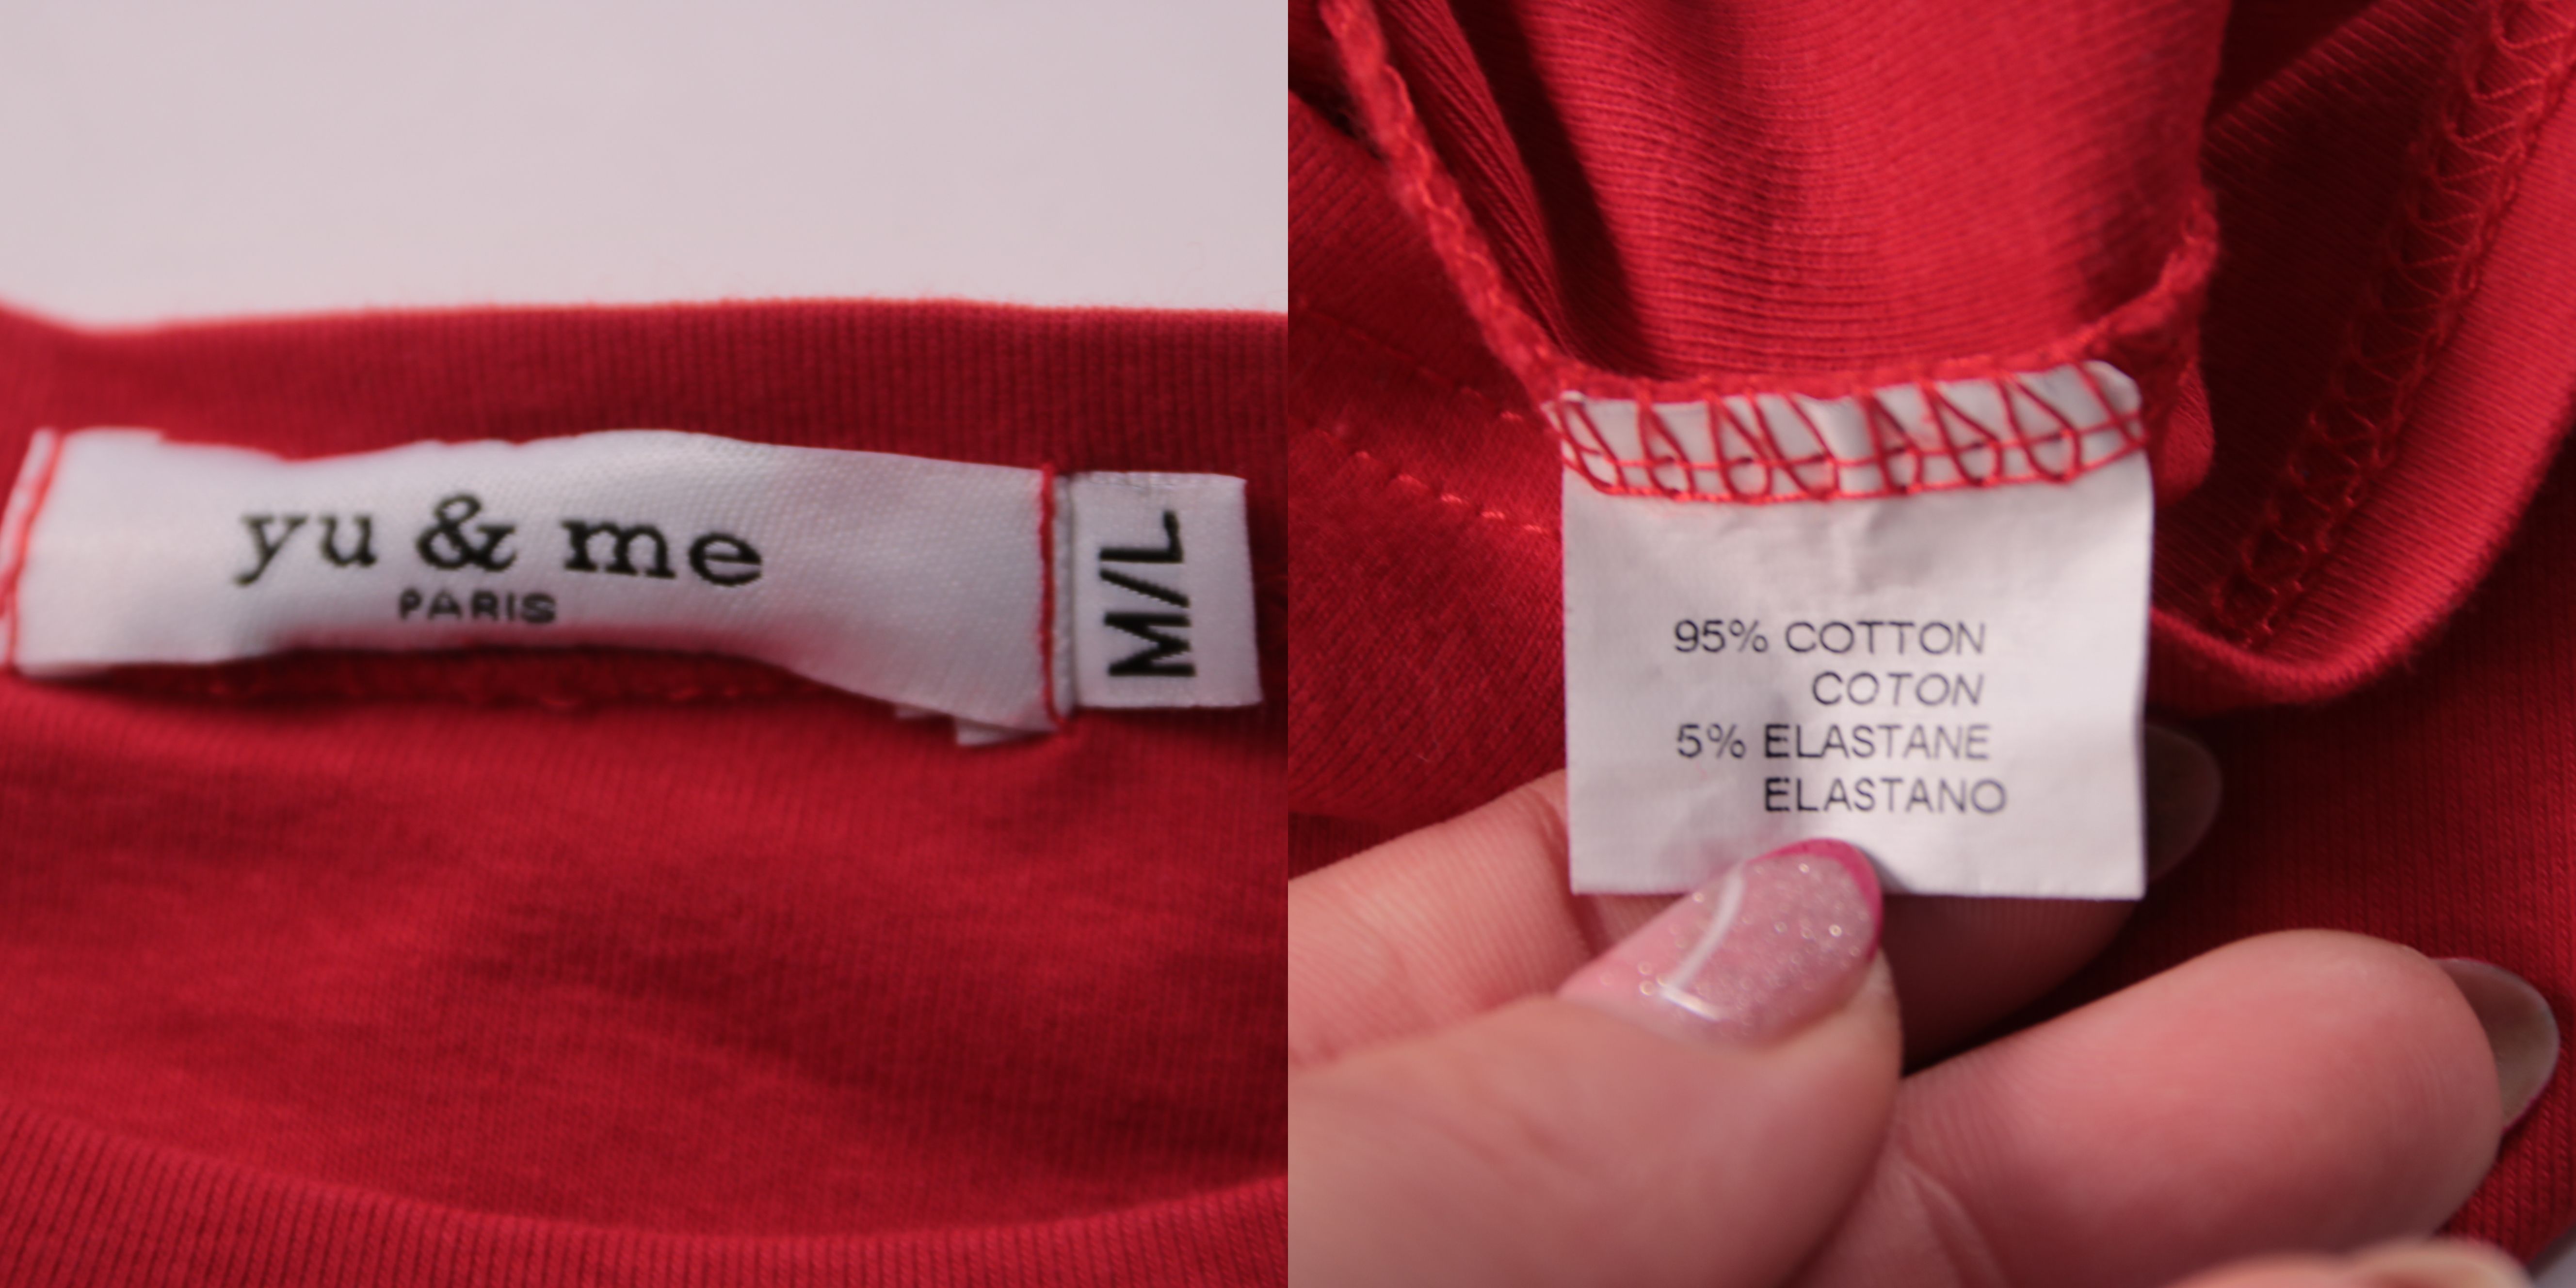 yu & me
PARIS
M/L
95% COTTON
COTON
5% ELASTANE
ELASTANO